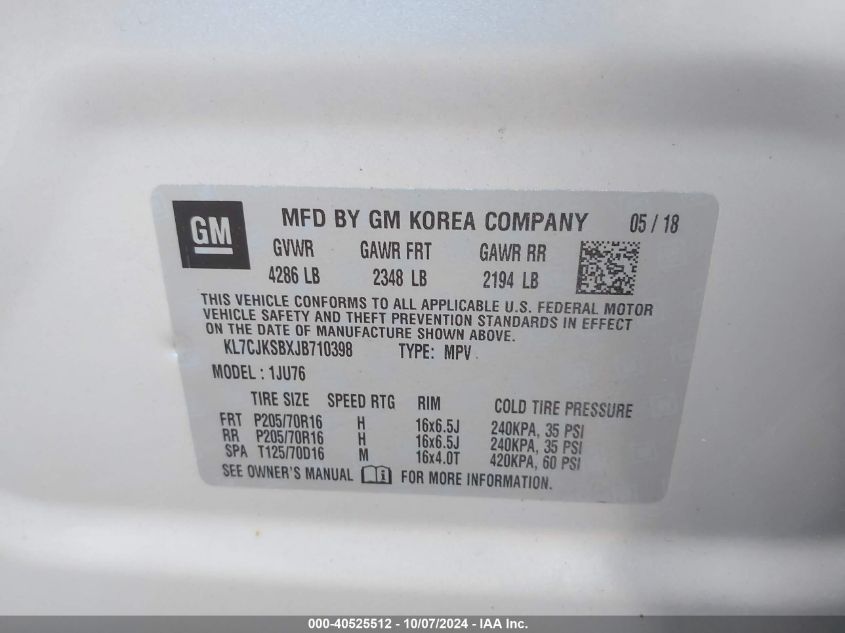 GM MFD BY GM KOREA COMPANY 05 / 18
GVWR GAWR FRT GAWR RR
4286 LB 2348 LB 2194 LB
THIS VEHICLE CONFORMS TO ALL APPLICABLE U.S. FEDERAL MOTOR
VEHICLE SAFETY AND THEFT PREVENTION STANDARDS IN EFFECT
ON THE DATE OF MANUFACTURE SHOWN ABOVE.
KL7CJKSBXJB710398 TYPE: MPV
MODEL : 1JU76
TIRE SIZE SPEED RTG RIM COLD TIRE PRESSURE
FRT P205/70R16 H 16x6.5J 240KPA, 35 PSI
RR P205/70R16 H 16x6.5J 240KPA, 35 PSI
SPA T125/70D16 M 16x4.0T 420KPA, 60 PSI
SEE OWNER'S MANUAL FOR MORE INFORMATION.
000-40525512 - 10/07/2024 - IAA Inc.